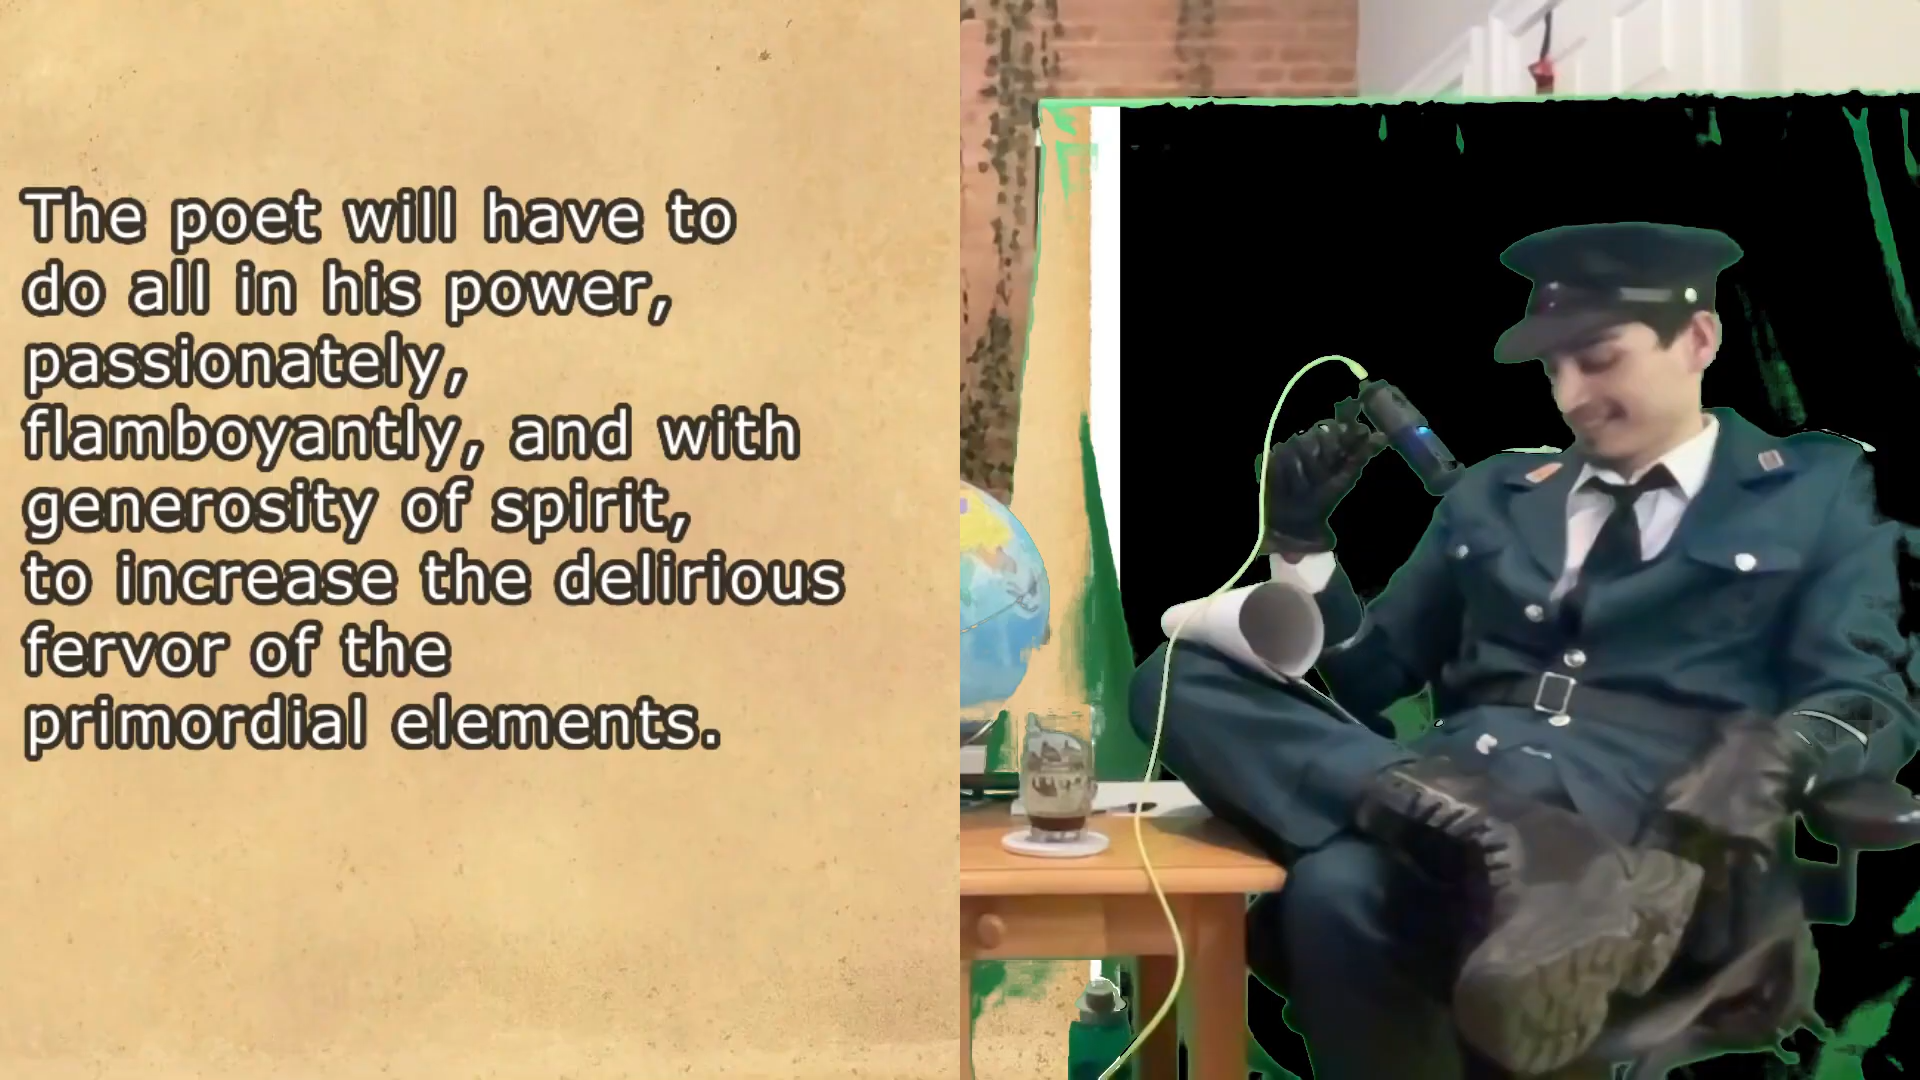 The poet will have to
do all in his power,
passionately,
flamboyantly, and with
generosity of spirit,
to increase the delirious
fervor of the
primordial elements.